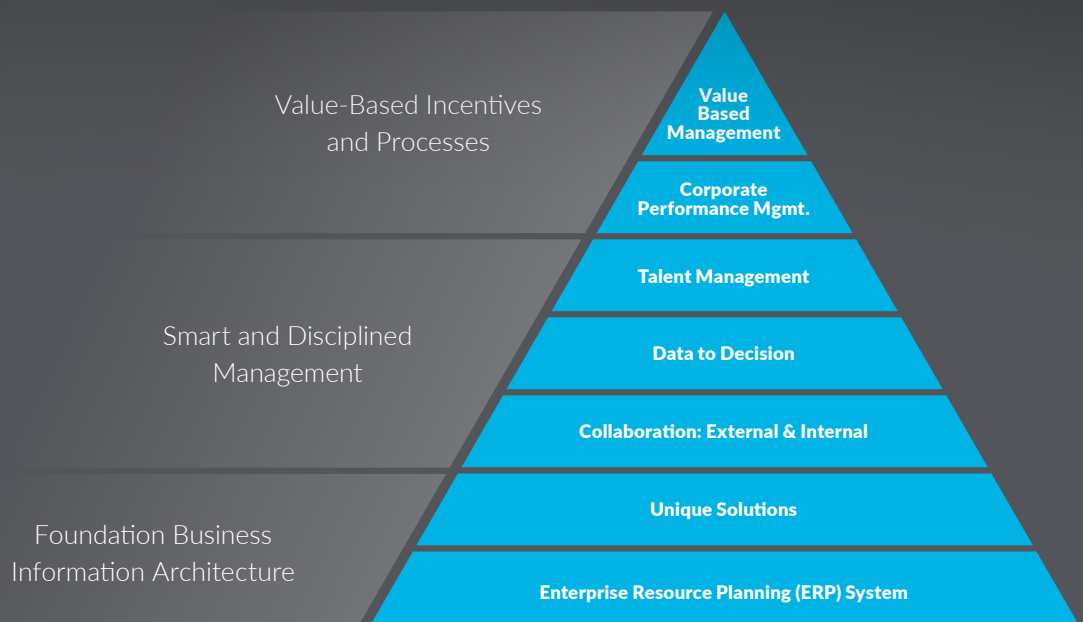 Value-Based Incentives
and Processes
Value
Based
Management
Corporate
Performance Mgmt.
Smart and Disciplined
Management
Talent Management
Data to Decision
Collaboration: External & Internal
Foundation Business
Information Architecture
Unique Solutions
Enterprise Resource Planning (ERP) System